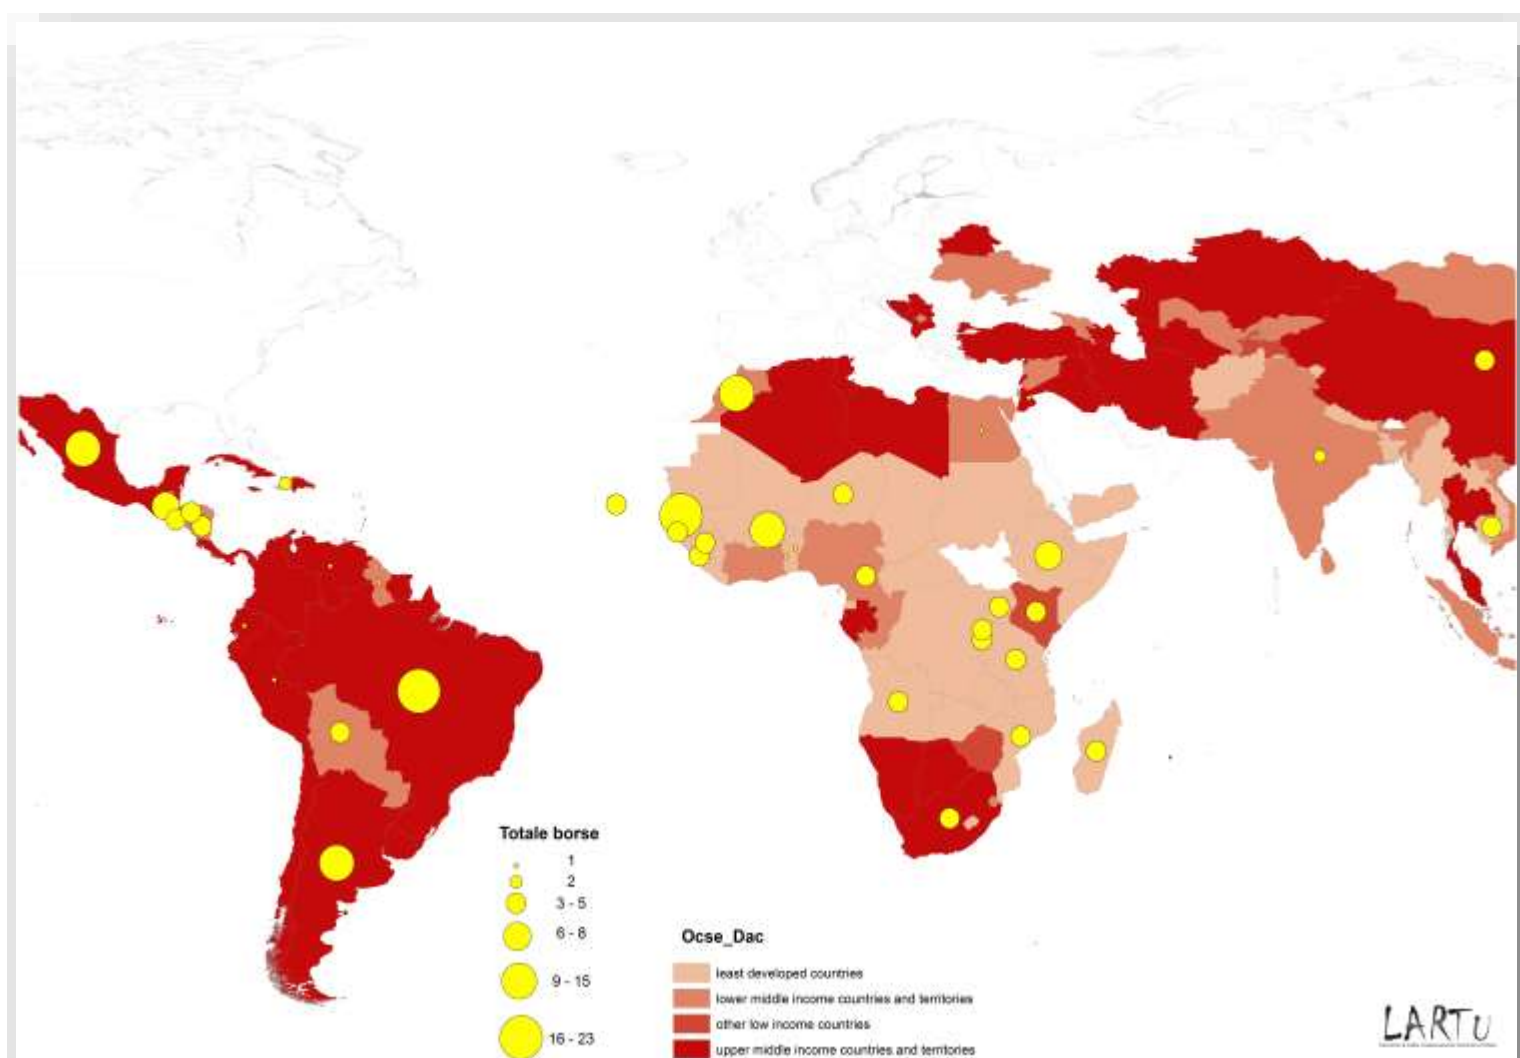 Totale borse
1
2
3 - 5
6 - 8
9 - 15
16 - 23
Ocse_Dac
least developed countries
lower middle income countries and territories
other low income countries
upper middle income countries and territories
LARTU